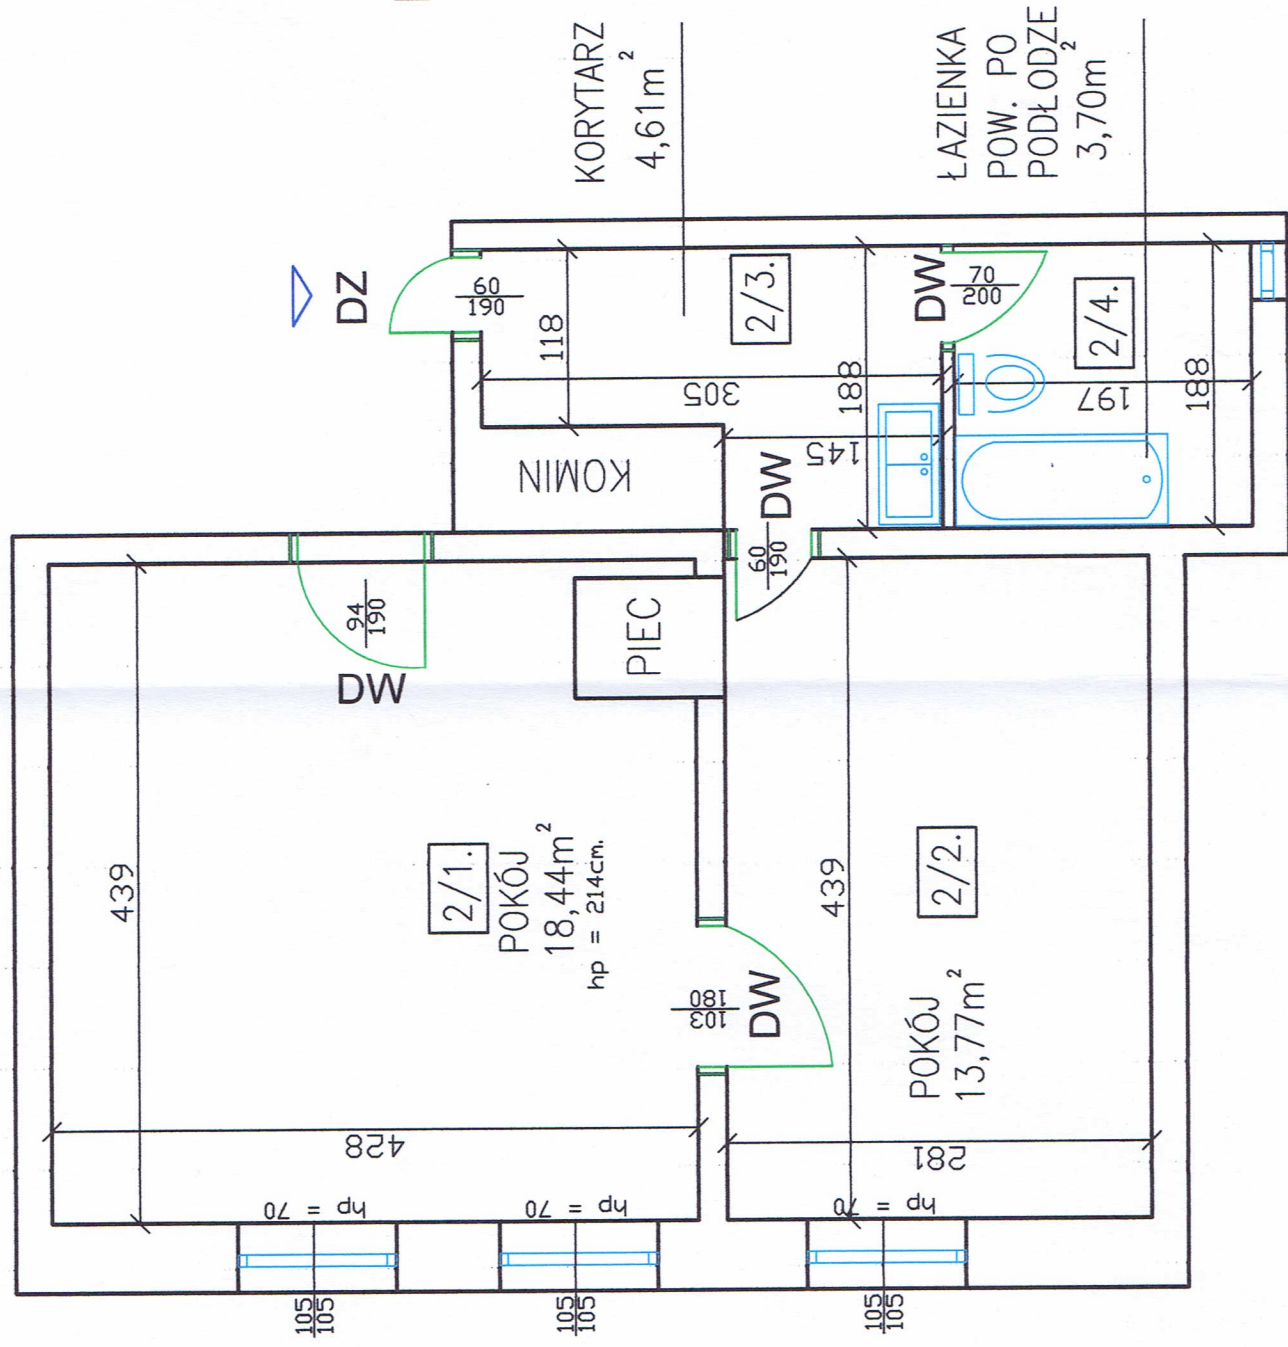 KORYTARZ
4,61m²
ŁAZIENKA
POW. PO
PODŁODZE
3,70m²
DZ
60
190
118
2/3.
305
188
DW
70
200
2/4.
197
188
145
KOMIN
DW
60
190
94
190
DW
PIEC
439
2/1.
POKÓJ
18,44m²
hp = 214cm.
428
103
180
DW
439
2/2.
POKÓJ
13,77m²
281
hp = 70
hp = 70
hp = 70
105
105
105
105
105
105